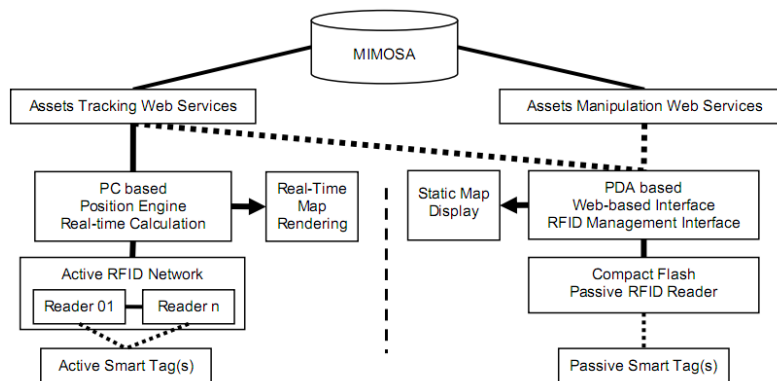 MIMOSA
Assets Tracking Web Services
Assets Manipulation Web Services
PC based
Position Engine
Real-time Calculation
Real-Time
Map
Rendering
Static Map
Display
PDA based
Web-based Interface
RFID Management Interface
Active RFID Network
Reader 01
Reader n
Compact Flash
Passive RFID Reader
Active Smart Tag(s)
Passive Smart Tag(s)